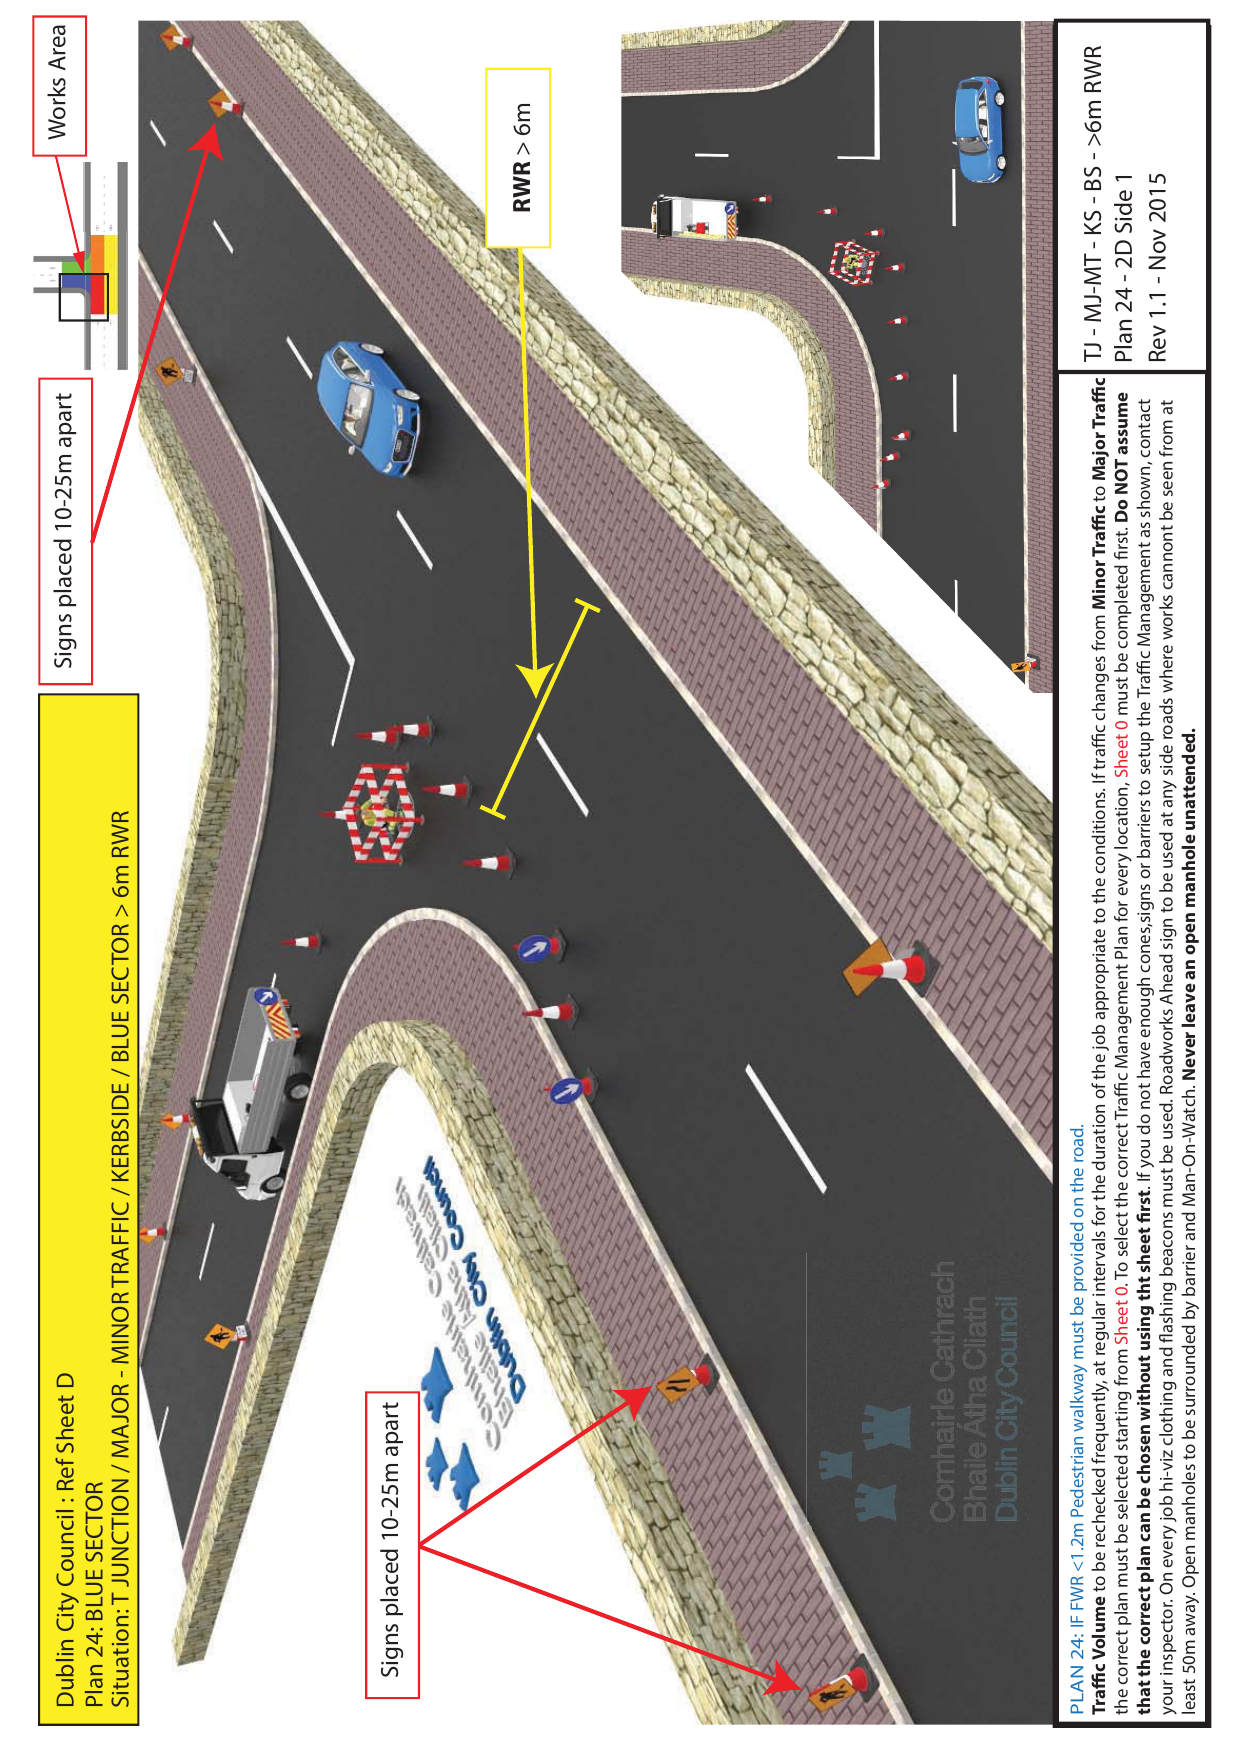 Dublin City Council : Ref Sheet D
Plan 24: BLUE SECTOR
Situation: T JUNCTION / MAJOR - MINOR TRAFFIC / KERBSIDE / BLUE SECTOR > 6m RWR
Signs placed 10-25m apart
Works Area
RWR > 6m
Signs placed 10-25m apart
Comhairle Cathrach
Bhaile Átha Cliath
Dublin City Council
Comhairle Cathrach
Bhaile Átha Cliath
Dublin City Council
PLAN 24: IF FWR <1.2m Pedestrian walkway must be provided on the road.
Traffic Volume to be rechecked frequently, at regular intervals for the duration of the job appropriate to the conditions. If traffic changes from Minor Traffic to Major Traffic
the correct plan must be selected starting from Sheet 0. To select the correct Traffic Management Plan for every location, Sheet 0 must be completed first. Do NOT assume
that the correct plan can be chosen without using tht sheet first. If you do not have enough cones,signs or barriers to setup the Traffic Management as shown, contact
your inspector. On every job hi-viz clothing and flashing beacons must be used. Roadworks Ahead sign to be used at any side roads where works cannont be seen from at
least 50m away. Open manholes to be surrounded by barrier and Man-On-Watch. Never leave an open manhole unattended.
TJ - MJ-MT - KS - BS - >6m RWR
Plan 24 - 2D Side 1
Rev 1.1 - Nov 2015